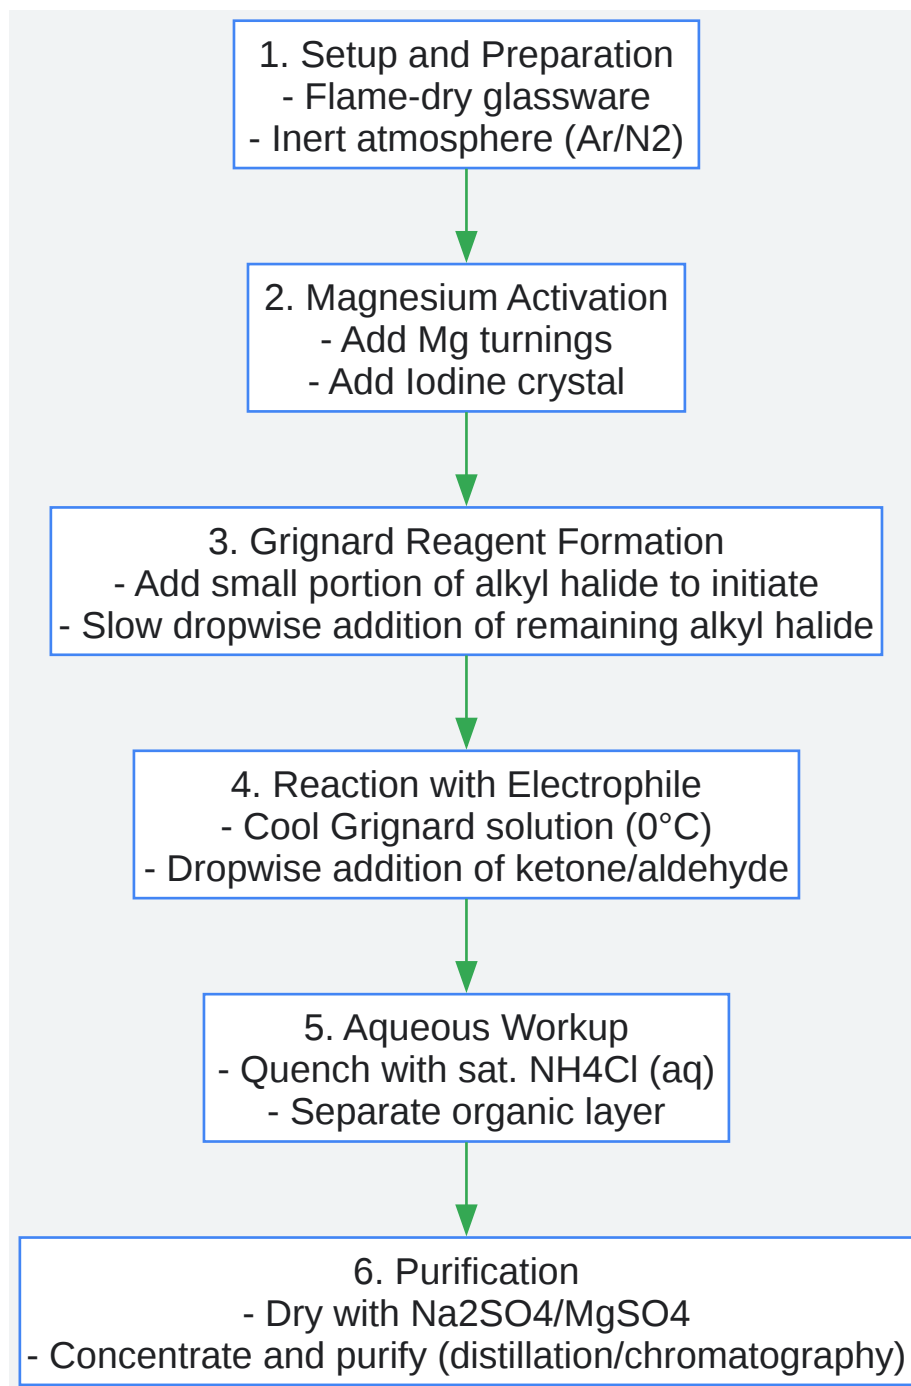 1. Setup and Preparation
- Flame-dry glassware
- Inert atmosphere (Ar/N2)
2. Magnesium Activation
- Add Mg turnings
- Add Iodine crystal
3. Grignard Reagent Formation
- Add small portion of alkyl halide to initiate
- Slow dropwise addition of remaining alkyl halide
4. Reaction with Electrophile
- Cool Grignard solution (0°C)
- Dropwise addition of ketone/aldehyde
5. Aqueous Workup
- Quench with sat. NH4Cl (aq)
- Separate organic layer
6. Purification
- Dry with Na2SO4/MgSO4
- Concentrate and purify (distillation/chromatography)